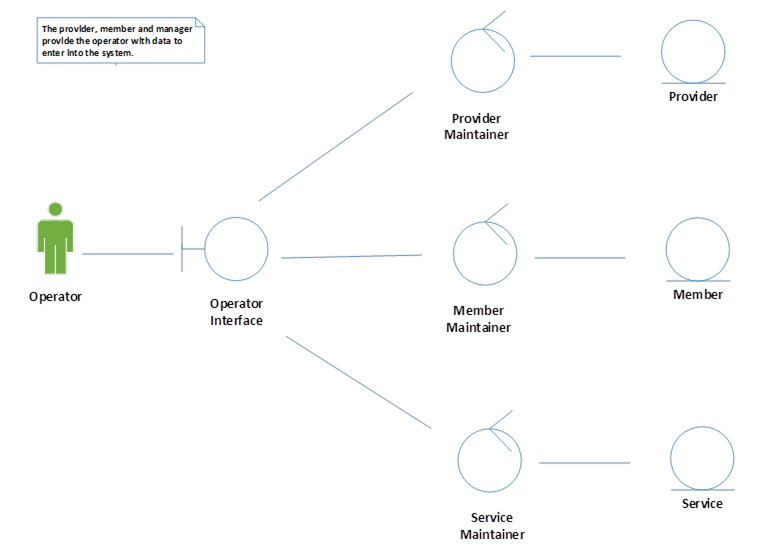 The provider, member and manager
provide the operator with data to
enter into the system.
Provider
Maintainer
Provider
Operator
Operator
Interface
Member
Maintainer
Member
Service
Maintainer
Service